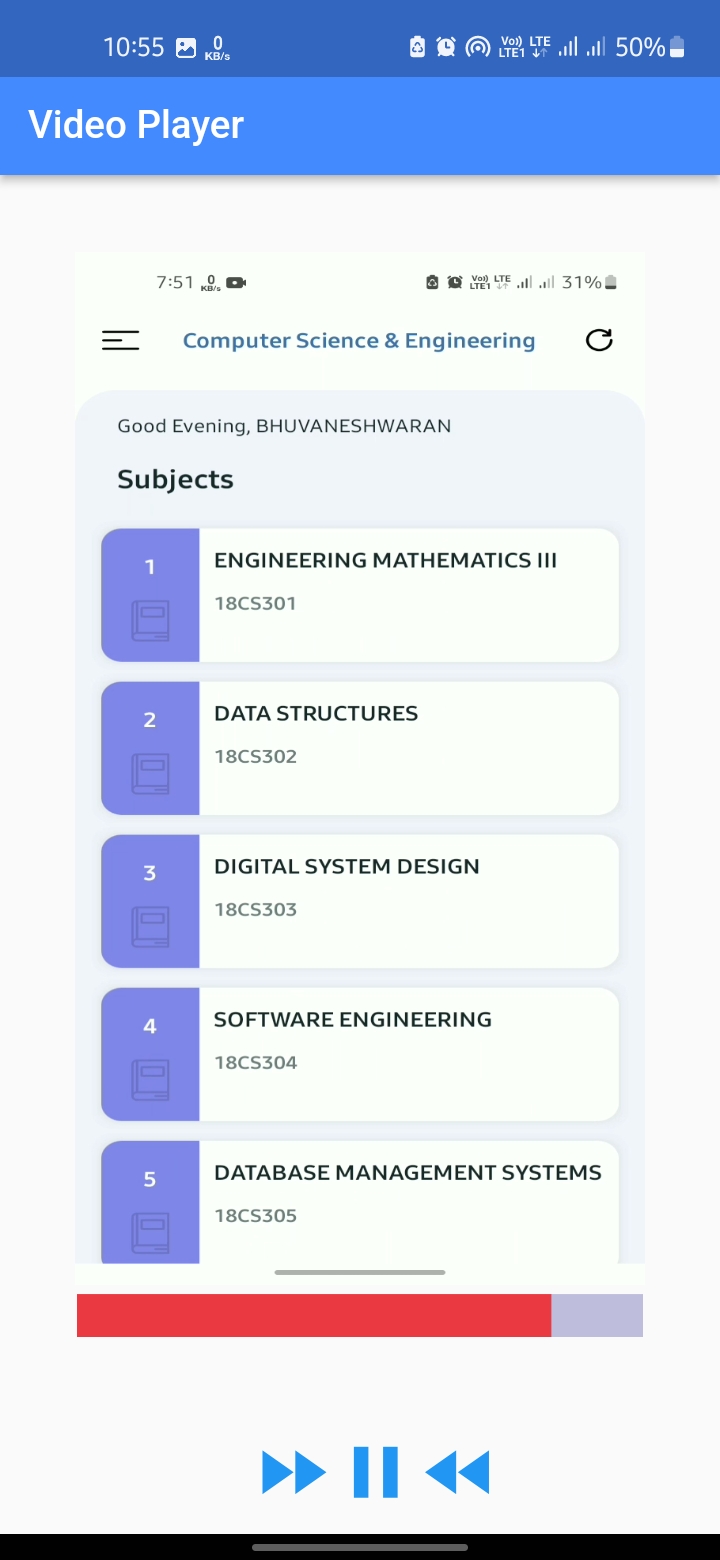 10:55 0 KB/s Vo)) LTE1 LTE 50%
Video Player
7:51 0 KB/s Vo)) LTE1 LTE 31%
Computer Science & Engineering
Good Evening, BHUVANESHWARAN
Subjects
1 ENGINEERING MATHEMATICS III
18CS301
2 DATA STRUCTURES
18CS302
3 DIGITAL SYSTEM DESIGN
18CS303
4 SOFTWARE ENGINEERING
18CS304
5 DATABASE MANAGEMENT SYSTEMS
18CS305